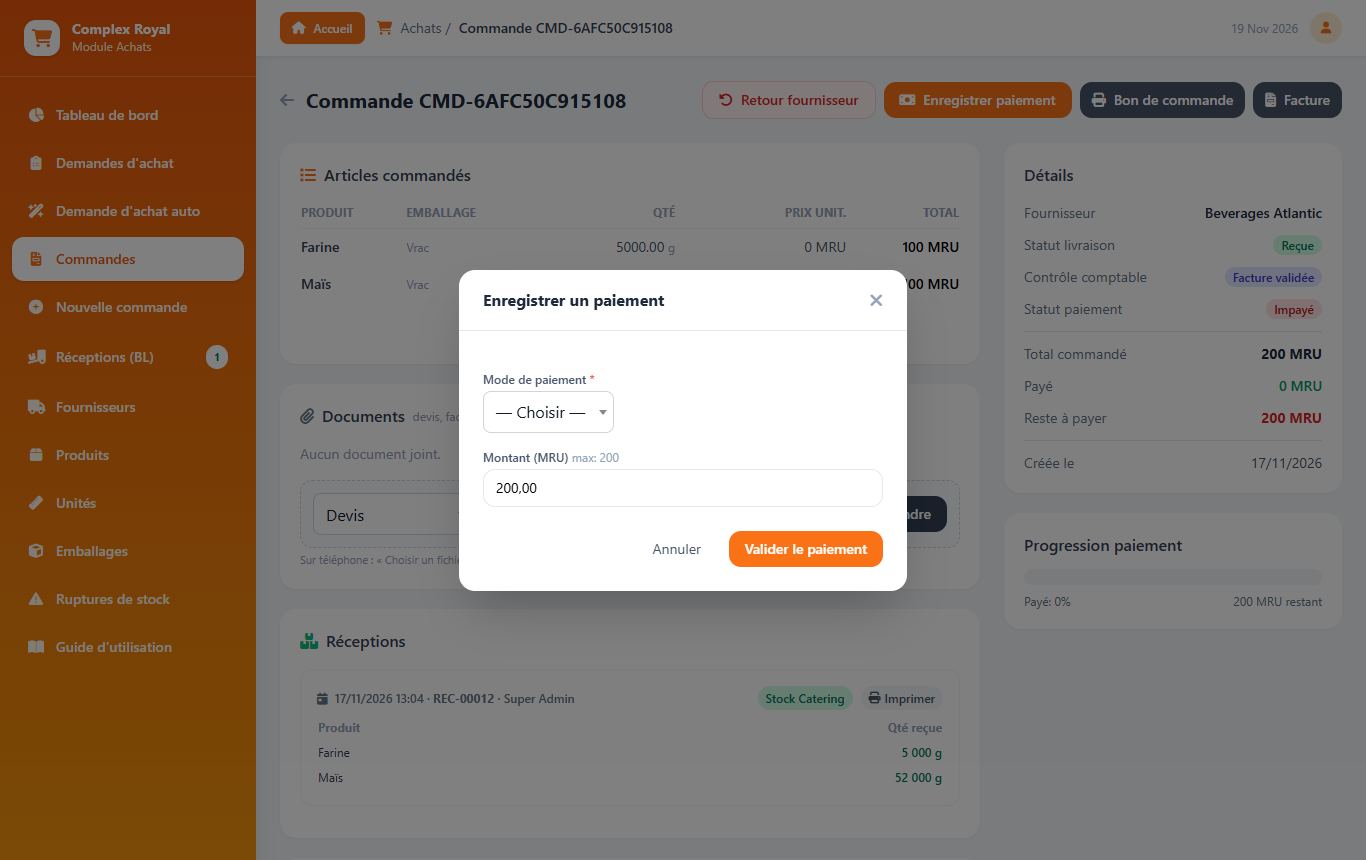 Complex Royal
Module Achats
Tableau de bord
Demandes d'achat
Demande d'achat auto
Commandes
Nouvelle commande
Réceptions (BL) 1
Fournisseurs
Produits
Unités
Emballages
Ruptures de stock
Guide d'utilisation
Accueil Achats / Commande CMD-6AFC50C915108 19 Nov 2026
Commande CMD-6AFC50C915108 Retour fournisseur Enregistrer paiement Bon de commande Facture
Articles commandés
PRODUIT EMBALLAGE QTÉ PRIX UNIT. TOTAL
Farine Vrac 5000.00 g 0 MRU 100 MRU
Maïs Vrac 00 MRU
Enregistrer un paiement
Mode de paiement *
— Choisir —
Montant (MRU) max: 200
200,00
Annuler Valider le paiement
Documents devis,
Aucun document joint.
Devis
Sur téléphone : « Choisir un
Réceptions
17/11/2026 13:04 · REC-00012 · Super Admin Stock Catering Imprimer
Produit Qté reçue
Farine 5 000 g
Maïs 52 000 g
Détails
Fournisseur Beverages Atlantic
Statut livraison Reçue
Contrôle comptable Facture validée
Statut paiement Impayé
Total commandé 200 MRU
Payé 0 MRU
Reste à payer 200 MRU
Créée le 17/11/2026
Progression paiement
Payé: 0% 200 MRU restant